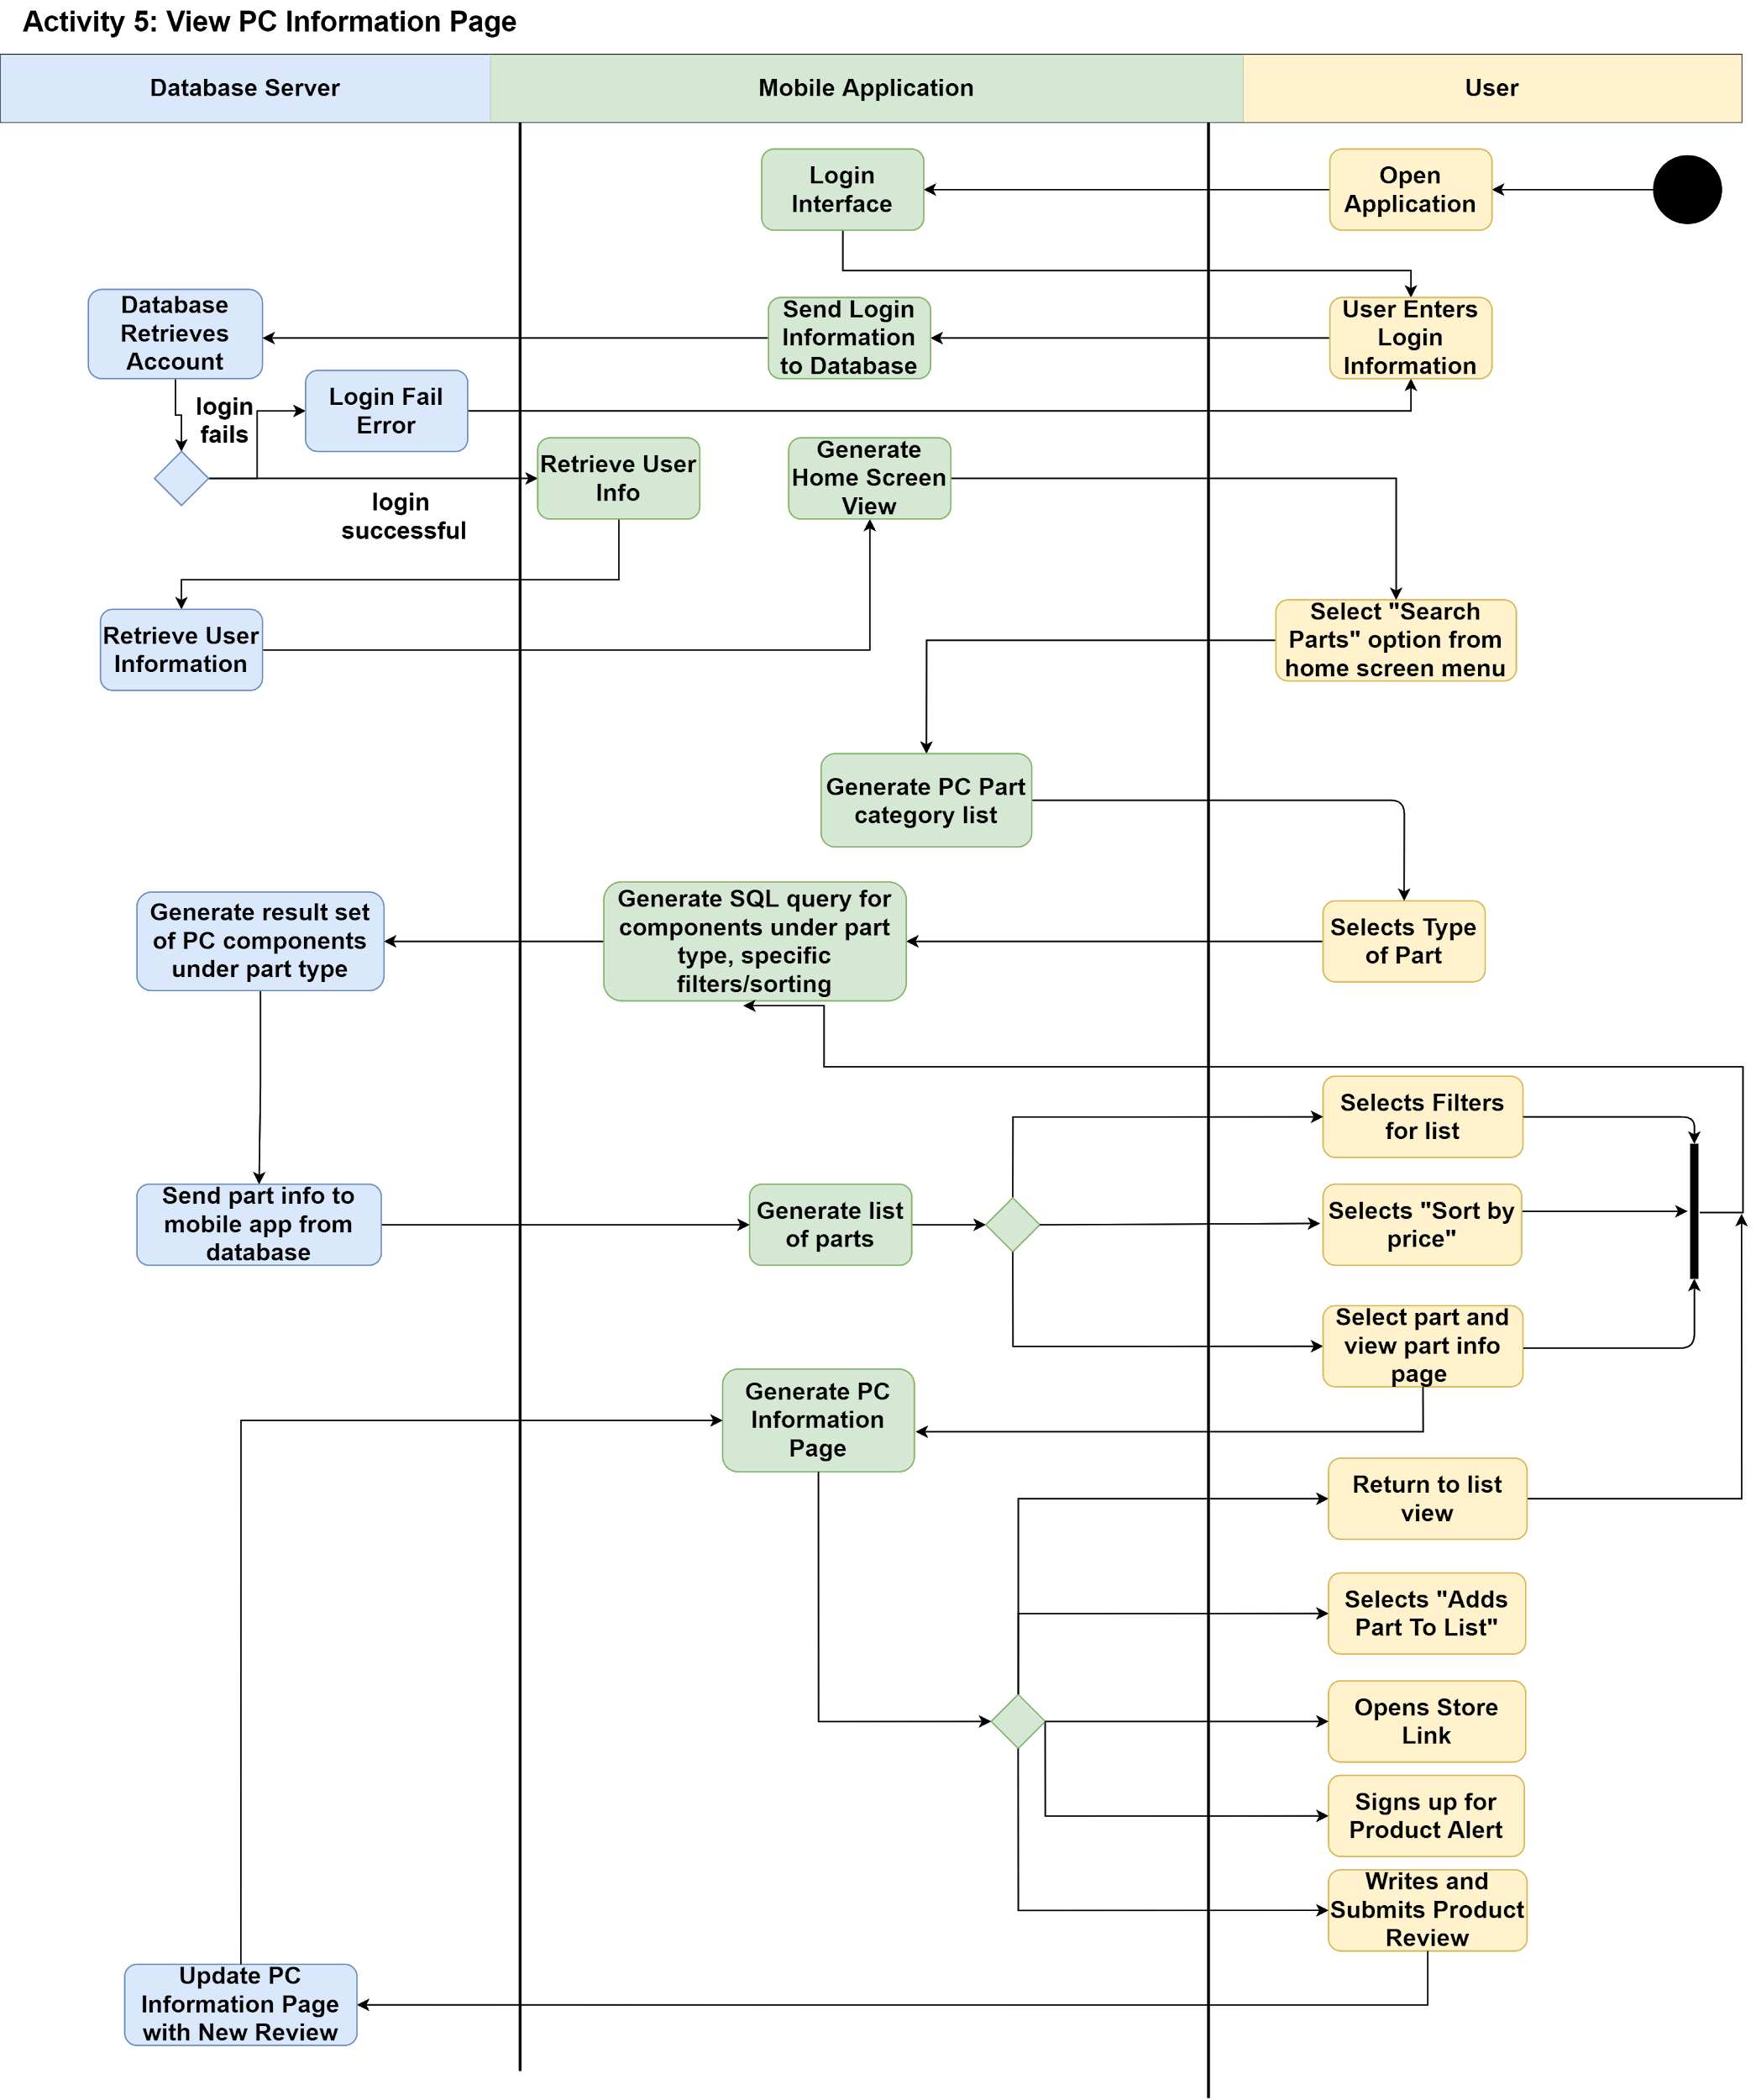 Activity 5: View PC Information Page
Database Server
Mobile Application
User
Login
Interface
Open
Application
Database
Retrieves
Account
Send Login
Information
to Database
User Enters
Login
Information
login
fails
Login Fail
Error
Retrieve User
Info
Generate
Home Screen
View
login
successful
Retrieve User
Information
Select "Search
Parts" option from
home screen menu
Generate PC Part
category list
Generate result set
of PC components
under part type
Generate SQL query for
components under part
type, specific
filters/sorting
Selects Type
of Part
Selects Filters
for list
Send part info to
mobile app from
database
Generate list
of parts
Selects "Sort by
price"
Select part and
view part info
page
Generate PC
Information
Page
Return to list
view
Selects "Adds
Part To List"
Opens Store
Link
Signs up for
Product Alert
Writes and
Submits Product
Review
Update PC
Information Page
with New Review